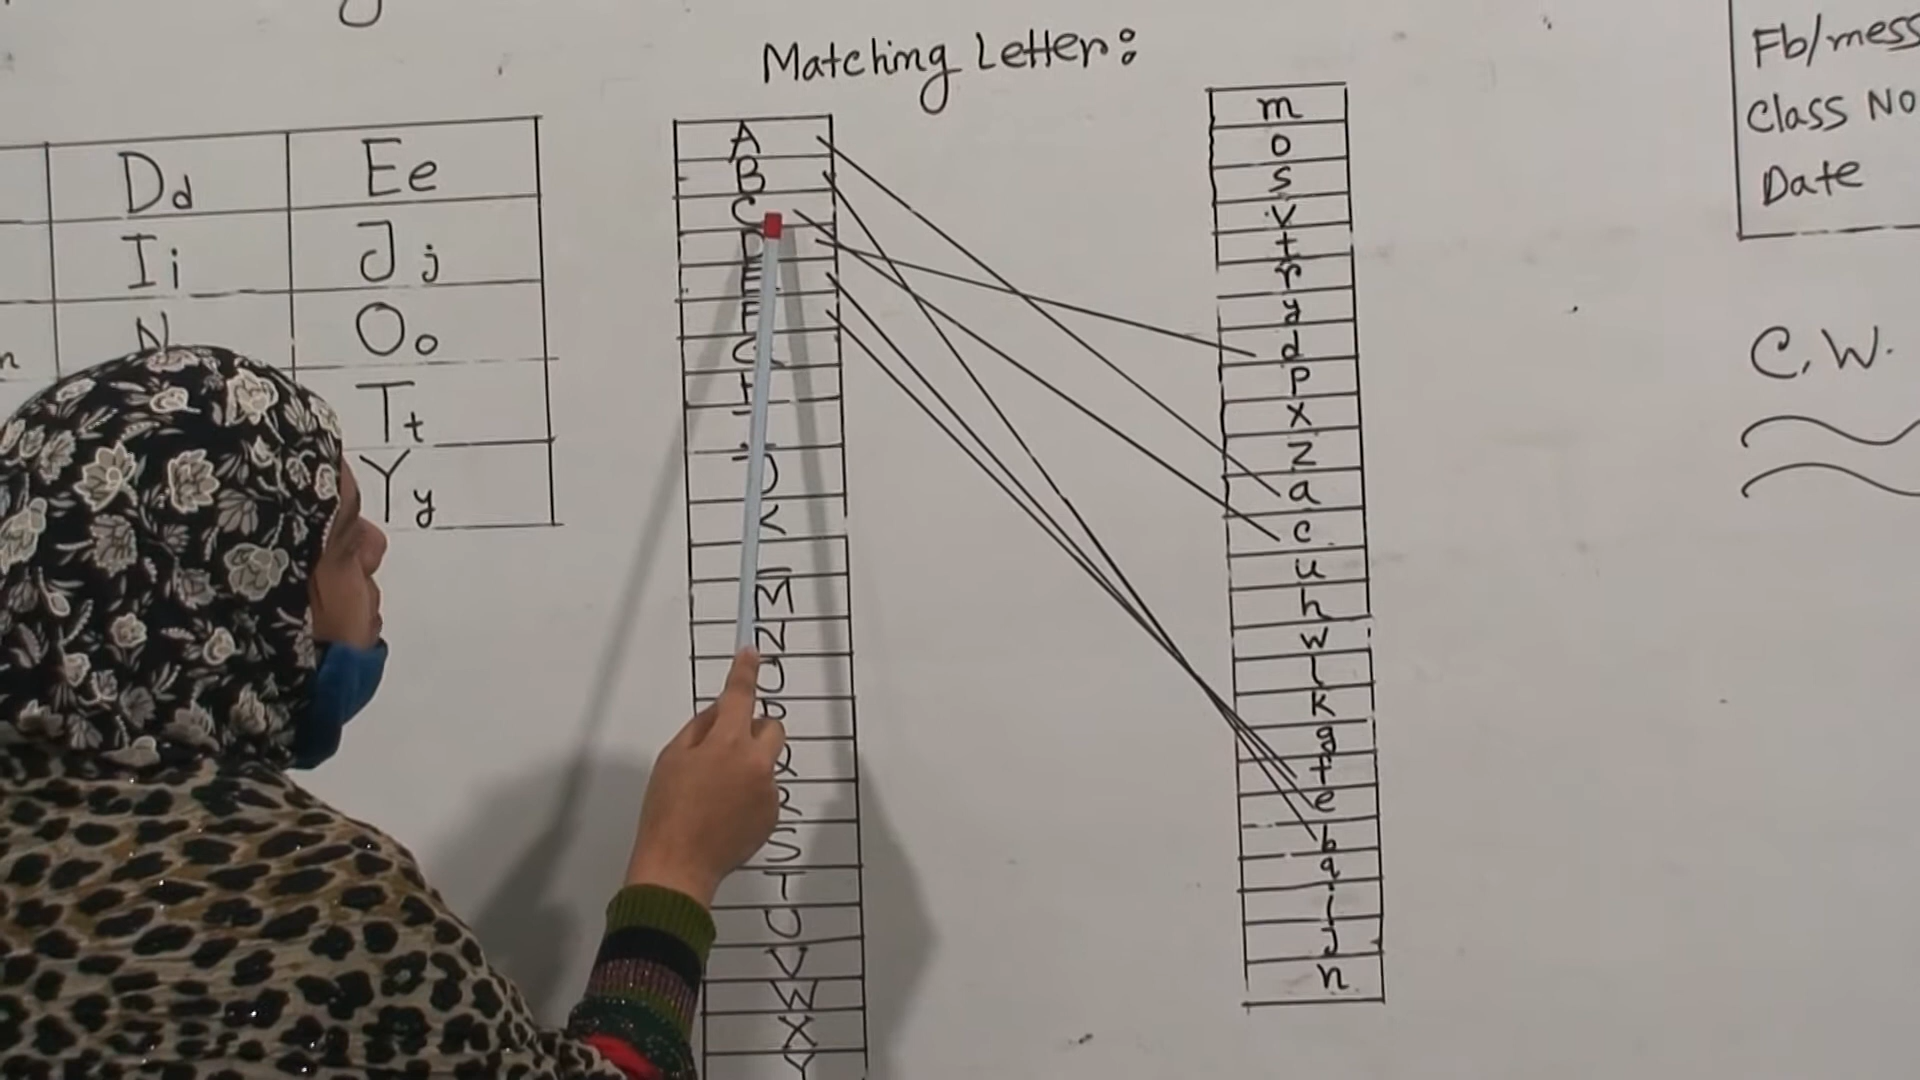 Matching Letter:
Dd Ee
Ii Jj
N Oo
Tt
Yy
A
B
C
D
E
F
G
H
I
J
K
M
N
O
P
Q
R
S
T
U
V
W
X
Y
m
o
s
v
t
r
y
d
p
x
z
a
c
u
h
w
l
k
g
f
e
b
q
i
j
n
Fb/mess
Class No
Date
C.W.